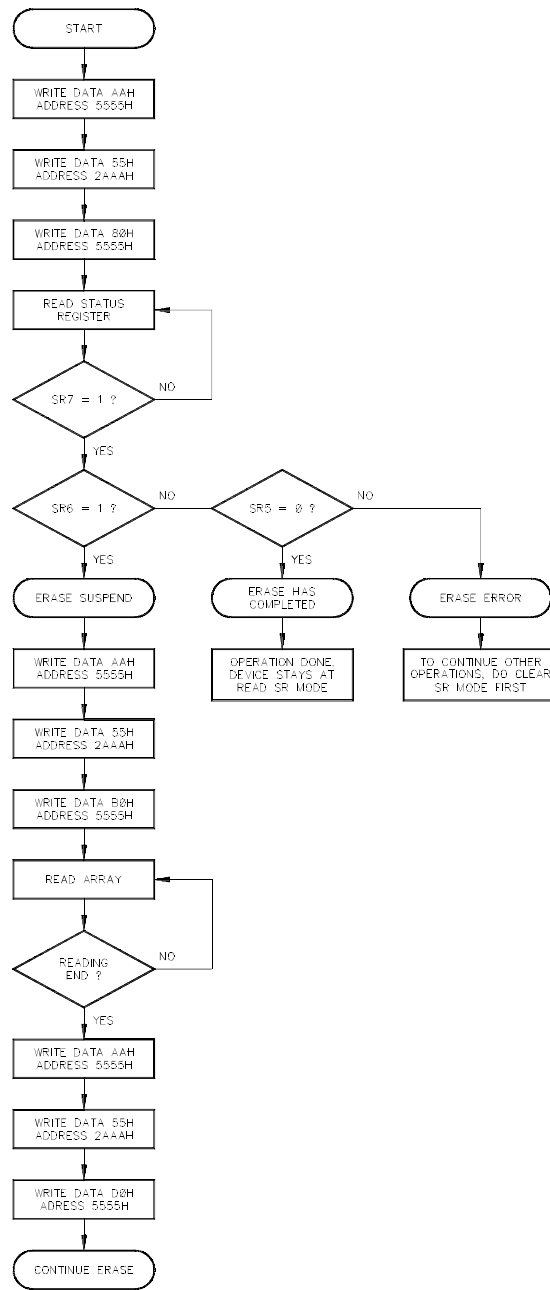 START
WRITE DATA AAH
ADDRESS 5555H
WRITE DATA 55H
ADDRESS 2AAAH
WRITE DATA 80H
ADDRESS 5555H
READ STATUS
REGISTER
SR7 = 1 ?
NO
YES
SR6 = 1 ?
NO
SR5 = 0 ?
NO
YES
YES
ERASE SUSPEND
ERASE HAS
COMPLETED
ERASE ERROR
WRITE DATA AAH
ADDRESS 5555H
OPERATION DONE,
DEVICE STAYS AT
READ SR MODE
TO CONTINUE OTHER
OPERATIONS, DO CLEAR
SR MODE FIRST
WRITE DATA 55H
ADDRESS 2AAAH
WRITE DATA B0H
ADDRESS 5555H
READ ARRAY
READING
END ?
NO
YES
WRITE DATA AAH
ADDRESS 5555H
WRITE DATA 55H
ADDRESS 2AAAH
WRITE DATA D0H
ADRESS 5555H
CONTINUE ERASE